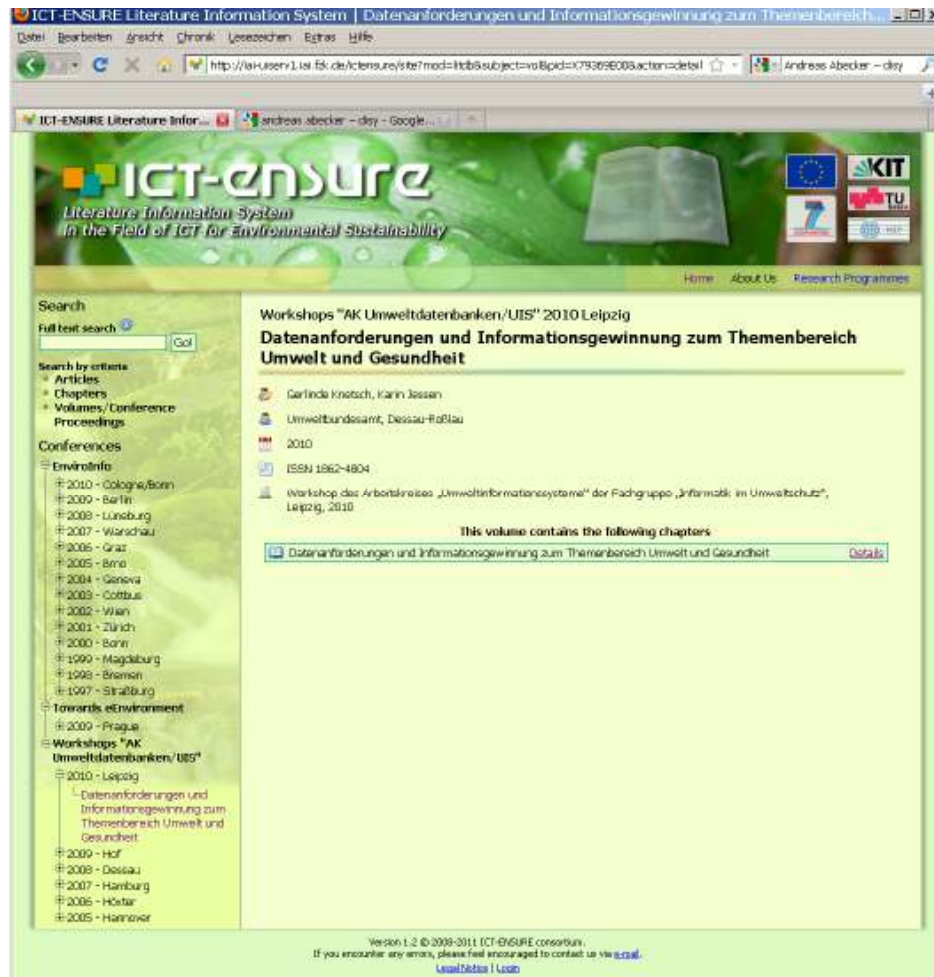 ICT-ENSURE Literature Information System | Datenanforderungen und Informationsgewinnung zum Themenbereich...
Datei Bearbeiten Ansicht Chronik Lesezeichen Extras Hilfe
Andreas Abecker – disy
ICT-ENSURE Literature Infor...
andreas abecker – disy - Google...
ICT-ensure
Literature Information System
in the Field of ICT for Environmental Sustainability
KIT
TU
7
Home About Us Research Programmes
Search
Full text search
Go!
Search by criteria
Articles
Chapters
Volumes/Conference
Proceedings
Conferences
EnviroInfo
2010 - Cologne/Bonn
2009 - Berlin
2008 - Lüneburg
2007 - Warschau
2006 - Graz
2005 - Brno
2004 - Geneva
2003 - Cottbus
2002 - Wien
2001 - Zürich
2000 - Bonn
1999 - Magdeburg
1998 - Bremen
1997 - Straßburg
Towards eEnvironment
2009 - Prague
Workshops "AK
Umweltdatenbanken/UIS"
2010 - Leipzig
Datenanforderungen und
Informationsgewinnung zum
Themenbereich Umwelt und
Gesundheit
2009 - Hof
2008 - Dessau
2007 - Hamburg
2006 - Höxter
2005 - Hannover
Workshops "AK Umweltdatenbanken/UIS" 2010 Leipzig
Datenanforderungen und Informationsgewinnung zum Themenbereich
Umwelt und Gesundheit
Gerlinde Knetsch, Karin Jessen
Umweltbundesamt, Dessau-Roßlau
2010
ISSN 1862-4804
Workshop des Arbeitskreises „Umweltinformationssysteme" der Fachgruppe „Informatik im Umweltschutz",
Leipzig, 2010
This volume contains the following chapters
Datenanforderungen und Informationsgewinnung zum Themenbereich Umwelt und Gesundheit Details
Version 1.2 © 2008-2011 ICT-ENSURE consortium.
If you encounter any errors, please feel encouraged to contact us via e-mail.
Legal Notice | Login